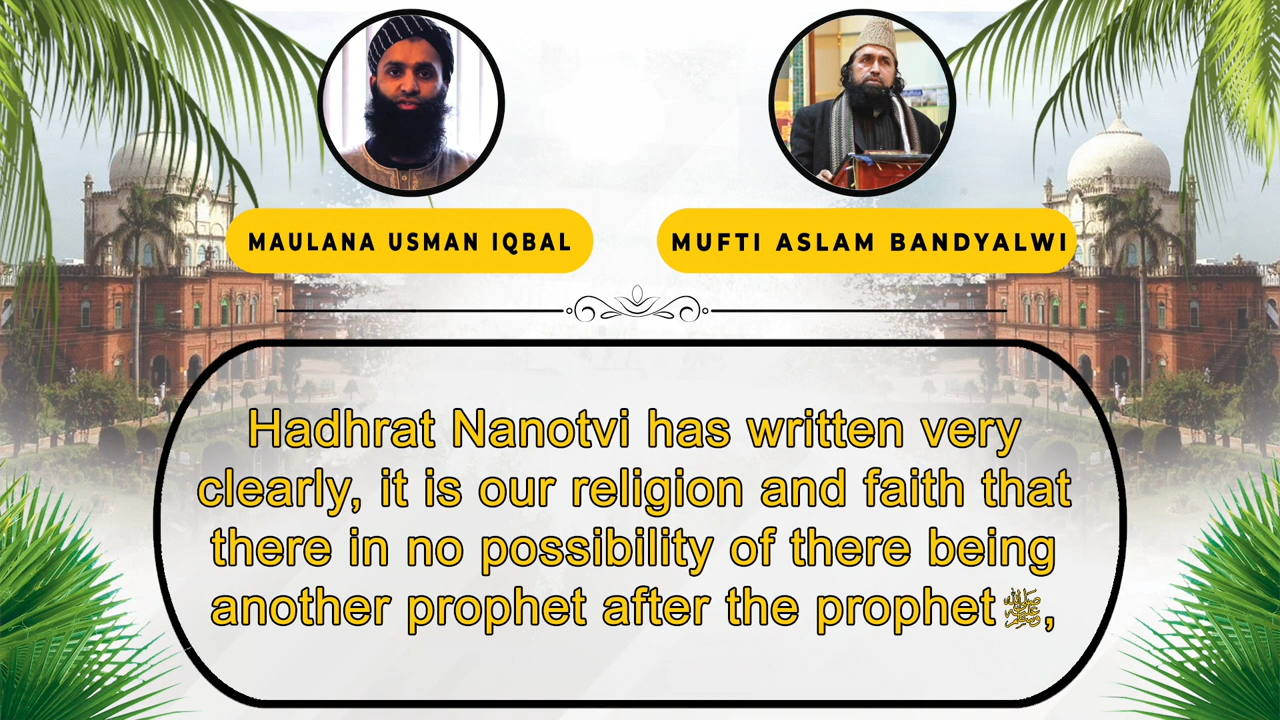 MAULANA USMAN IQBAL
MUFTI ASLAM BANDYALWI
Hadhrat Nanotvi has written very
clearly, it is our religion and faith that
there in no possibility of there being
another prophet after the prophet ﷺ,